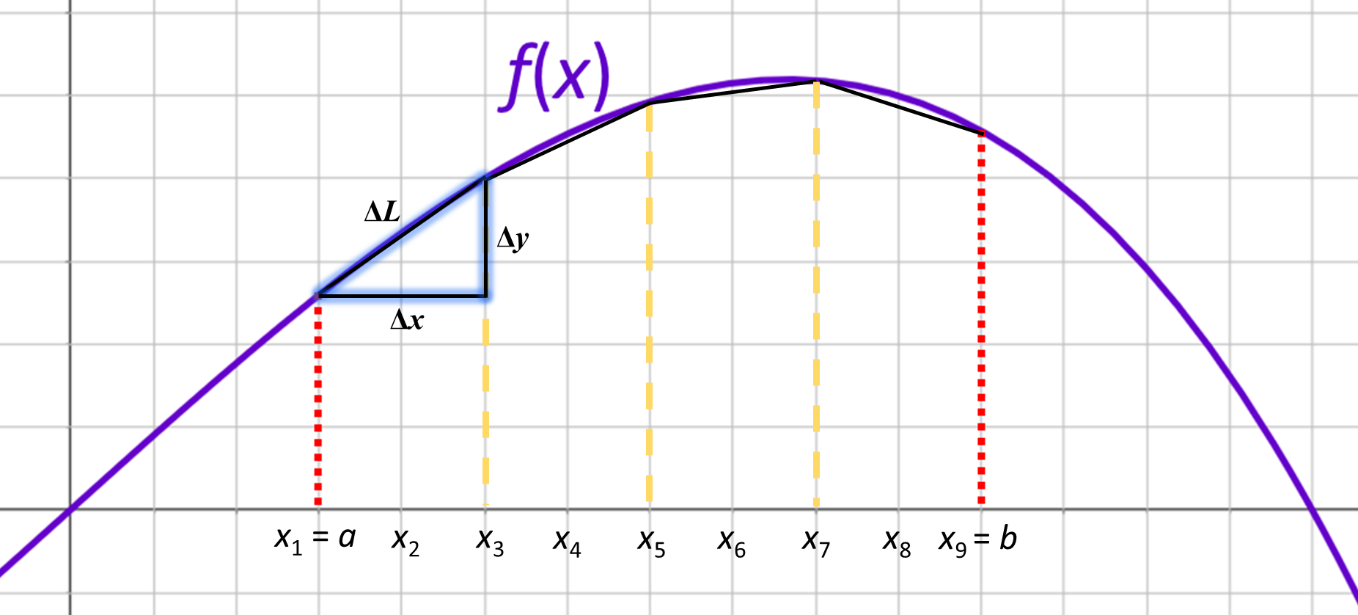 f(x)
ΔL
Δy
Δx
x₁ = a x₂ x₃ x₄ x₅ x₆ x₇ x₈ x₉ = b